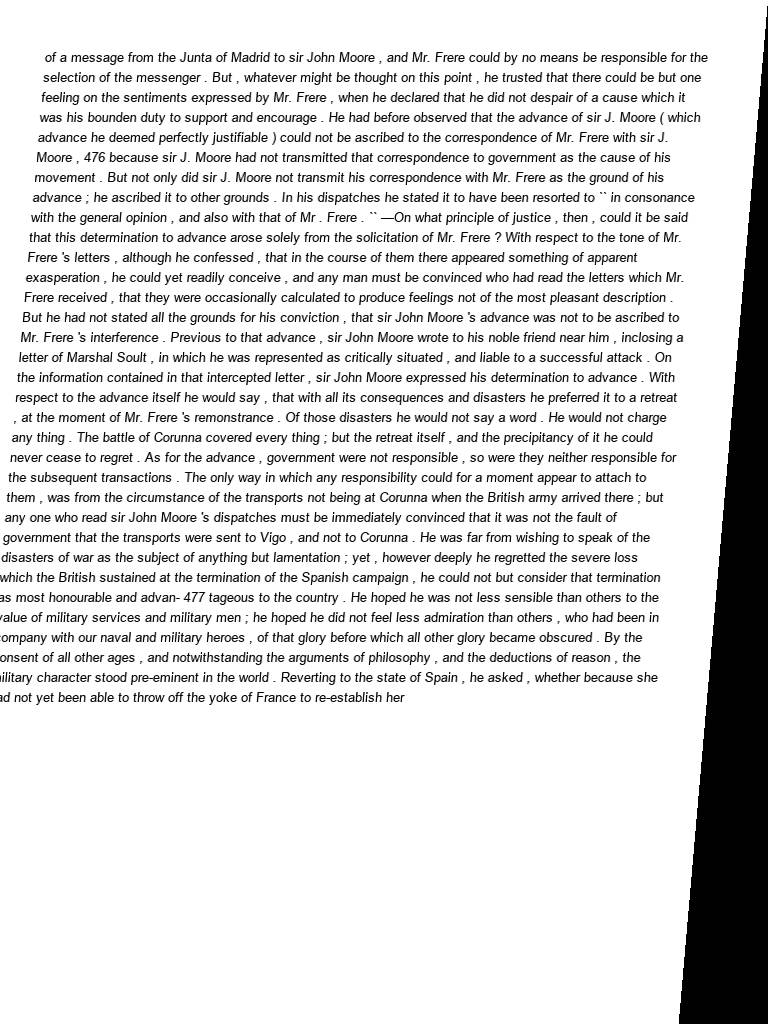 of a message from the Junta of Madrid to sir John Moore , and Mr. Frere could by no means be responsible for the
selection of the messenger . But , whatever might be thought on this point , he trusted that there could be but one
feeling on the sentiments expressed by Mr. Frere , when he declared that he did not despair of a cause which it
was his bounden duty to support and encourage . He had before observed that the advance of sir J. Moore ( which
advance he deemed perfectly justifiable ) could not be ascribed to the correspondence of Mr. Frere with sir J.
Moore , 476 because sir J. Moore had not transmitted that correspondence to government as the cause of his
movement . But not only did sir J. Moore not transmit his correspondence with Mr. Frere as the ground of his
advance ; he ascribed it to other grounds . In his dispatches he stated it to have been resorted to `` in consonance
with the general opinion , and also with that of Mr . Frere . `` —On what principle of justice , then , could it be said
that this determination to advance arose solely from the solicitation of Mr. Frere ? With respect to the tone of Mr.
Frere 's letters , although he confessed , that in the course of them there appeared something of apparent
exasperation , he could yet readily conceive , and any man must be convinced who had read the letters which Mr.
Frere received , that they were occasionally calculated to produce feelings not of the most pleasant description .
But he had not stated all the grounds for his conviction , that sir John Moore 's advance was not to be ascribed to
Mr. Frere 's interference . Previous to that advance , sir John Moore wrote to his noble friend near him , inclosing a
letter of Marshal Soult , in which he was represented as critically situated , and liable to a successful attack . On
the information contained in that intercepted letter , sir John Moore expressed his determination to advance . With
respect to the advance itself he would say , that with all its consequences and disasters he preferred it to a retreat
, at the moment of Mr. Frere 's remonstrance . Of those disasters he would not say a word . He would not charge
any thing . The battle of Corunna covered every thing ; but the retreat itself , and the precipitancy of it he could
never cease to regret . As for the advance , government were not responsible , so were they neither responsible for
the subsequent transactions . The only way in which any responsibility could for a moment appear to attach to
them , was from the circumstance of the transports not being at Corunna when the British army arrived there ; but
any one who read sir John Moore 's dispatches must be immediately convinced that it was not the fault of
government that the transports were sent to Vigo , and not to Corunna . He was far from wishing to speak of the
disasters of war as the subject of anything but lamentation ; yet , however deeply he regretted the severe loss
which the British sustained at the termination of the Spanish campaign , he could not but consider that termination
as most honourable and advan- 477 tageous to the country . He hoped he was not less sensible than others to the
value of military services and military men ; he hoped he did not feel less admiration than others , who had been in
company with our naval and military heroes , of that glory before which all other glory became obscured . By the
onsent of all other ages , and notwithstanding the arguments of philosophy , and the deductions of reason , the
ilitary character stood pre-eminent in the world . Reverting to the state of Spain , he asked , whether because she
ad not yet been able to throw off the yoke of France to re-establish her